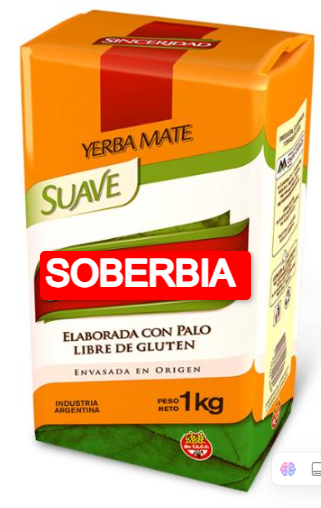 SINCERIDAD
YERBA MATE
SUAVE
SOBERBIA
ELABORADA CON PALO
LIBRE DE GLUTEN
ENVASADA EN ORIGEN
INDUSTRIA
ARGENTINA
PESO
NETO 1kg
Sin T.A.C.C.